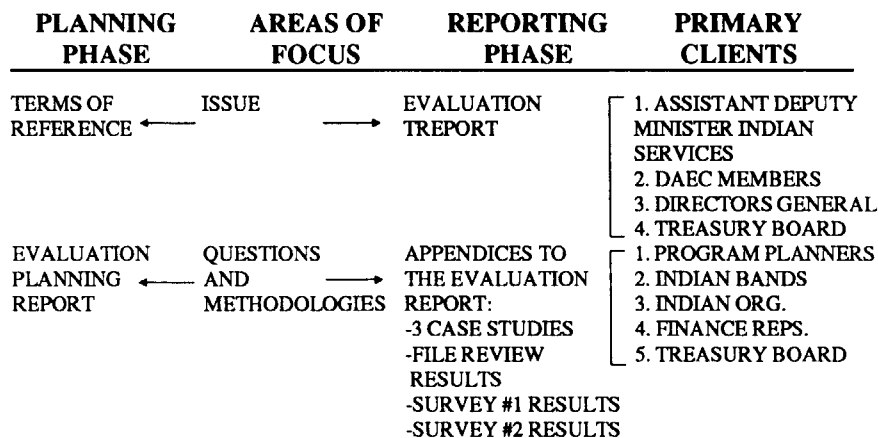 PLANNING PHASE
AREAS OF FOCUS
REPORTING PHASE
PRIMARY CLIENTS
TERMS OF
REFERENCE
ISSUE
EVALUATION
TREPORT
1. ASSISTANT DEPUTY
MINISTER INDIAN
SERVICES
2. DAEC MEMBERS
3. DIRECTORS GENERAL
4. TREASURY BOARD
EVALUATION
PLANNING
REPORT
QUESTIONS
AND
METHODOLOGIES
APPENDICES TO
THE EVALUATION
REPORT:
-3 CASE STUDIES
-FILE REVIEW
RESULTS
-SURVEY #1 RESULTS
-SURVEY #2 RESULTS
1. PROGRAM PLANNERS
2. INDIAN BANDS
3. INDIAN ORG.
4. FINANCE REPS.
5. TREASURY BOARD